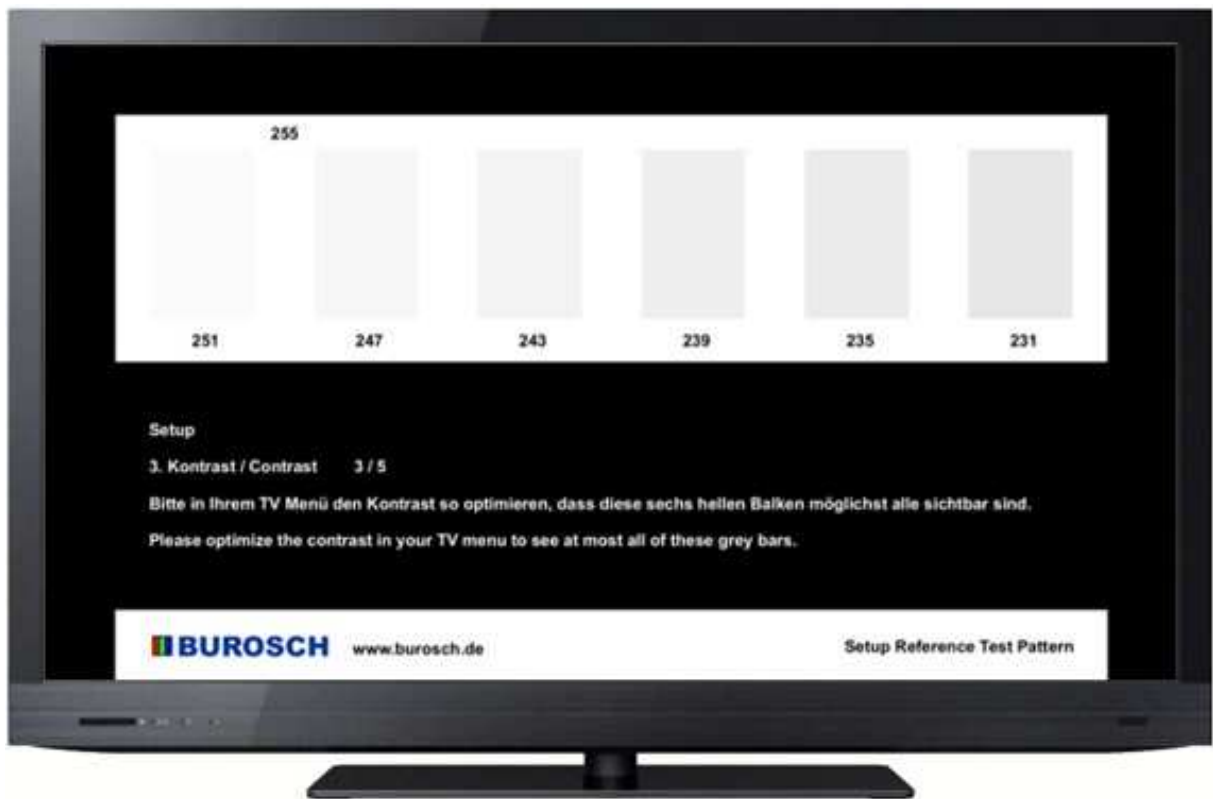 255
251 247 243 239 235 231
Setup
3. Kontrast / Contrast 3 / 5
Bitte in Ihrem TV Menü den Kontrast so optimieren, dass diese sechs hellen Balken möglichst alle sichtbar sind.
Please optimize the contrast in your TV menu to see at most all of these grey bars.
BUROSCH www.burosch.de Setup Reference Test Pattern